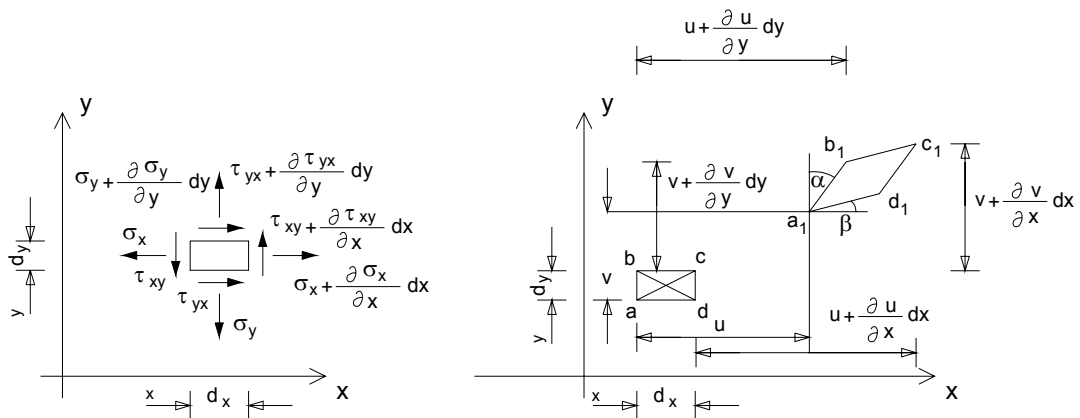 u + ∂u/∂y dy
y
σy + ∂σy/∂y dy
τyx + ∂τyx/∂y dy
σx
τxy + ∂τxy/∂x dx
dy
τxy
τyx
σx + ∂σx/∂x dx
y
σy
x
x
dx
y
b1
c1
α
v + ∂v/∂y dy
d1
v + ∂v/∂x dx
a1
β
b
c
dy
v
a
d
u + ∂u/∂x dx
y
u
x
x
dx